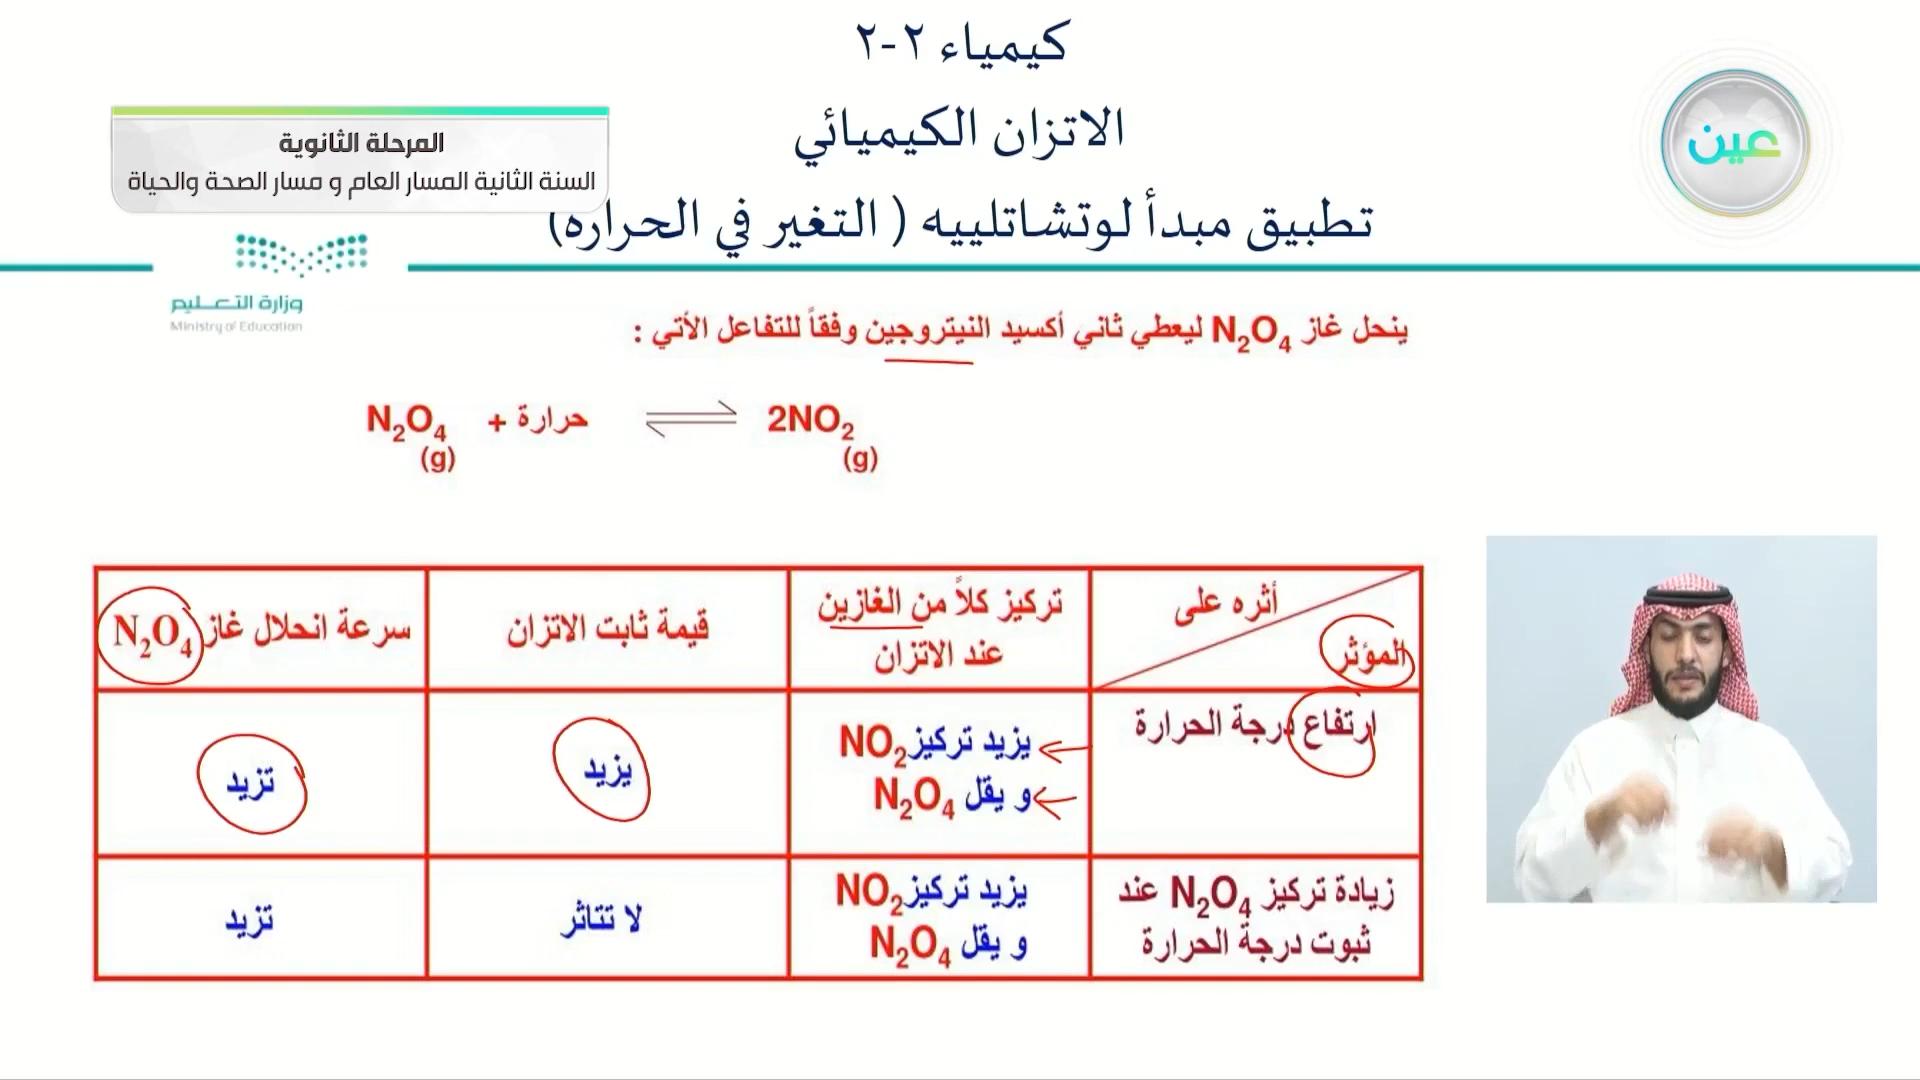 كيمياء ٢-٢
الاتزان الكيميائي
تطبيق مبدأ لوتشاتلييه ( التغير في الحراره)
المرحلة الثانوية
السنة الثانية المسار العام و مسار الصحة والحياة
عين
وزارة التعليم
Ministry of Education
ينحل غاز N₂O₄ ليعطي ثاني أكسيد النيتروجين وفقاً للتفاعل الأتي :
N₂O₄ + حرارة ⇌ 2NO₂
(g) (g)
أثره على
المؤثر
تركيز كلاً من الغازين
عند الاتزان
قيمة ثابت الاتزان
سرعة انحلال غاز N₂O₄
ارتفاع درجة الحرارة
يزيد تركيز NO₂
و يقل N₂O₄
يزيد
تزيد
زيادة تركيز N₂O₄ عند
ثبوت درجة الحرارة
يزيد تركيز NO₂
و يقل N₂O₄
لا تتاثر
تزيد